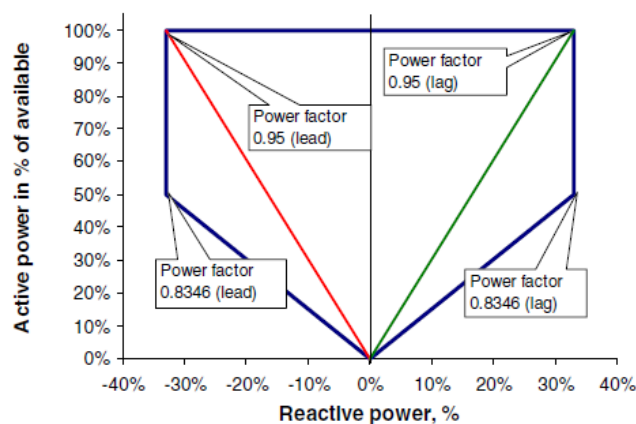 Active power in % of available
100%
90%
80%
70%
60%
50%
40%
30%
20%
10%
0%
Power factor
0.95 (lag)
Power factor
0.95 (lead)
Power factor
0.8346 (lead)
Power factor
0.8346 (lag)
-40% -30% -20% -10% 0% 10% 20% 30% 40%
Reactive power, %